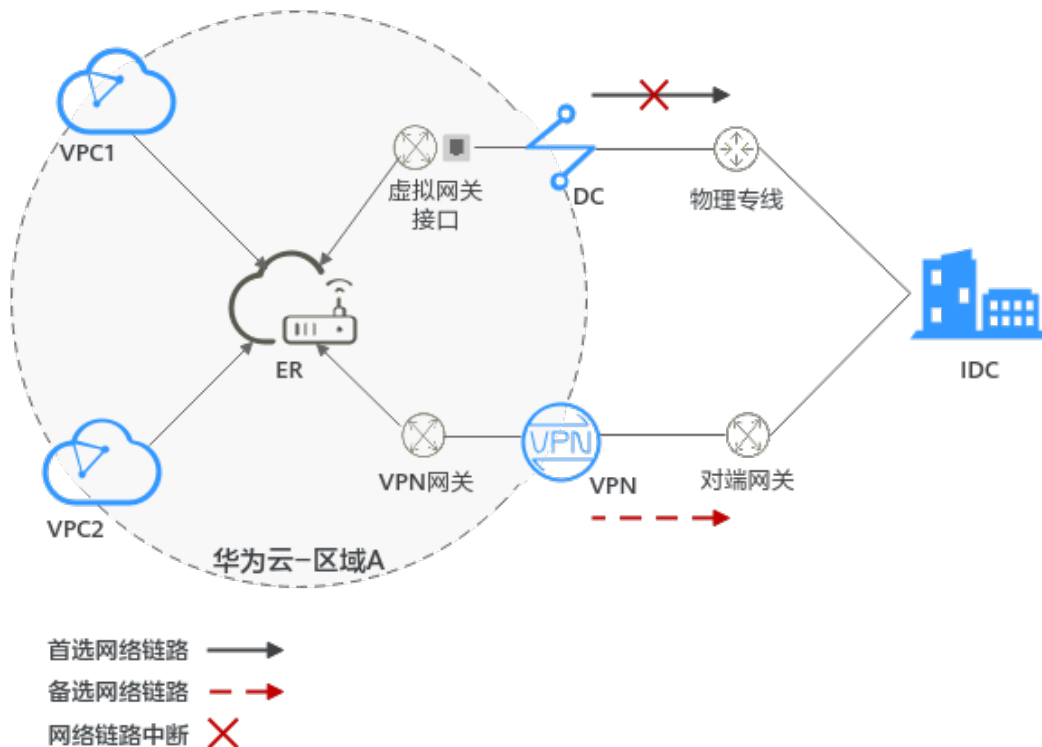 VPC1
虚拟网关
接口
DC
物理专线
ER
IDC
VPN
VPN网关
VPN
对端网关
VPC2
华为云-区域A
首选网络链路
备选网络链路
网络链路中断